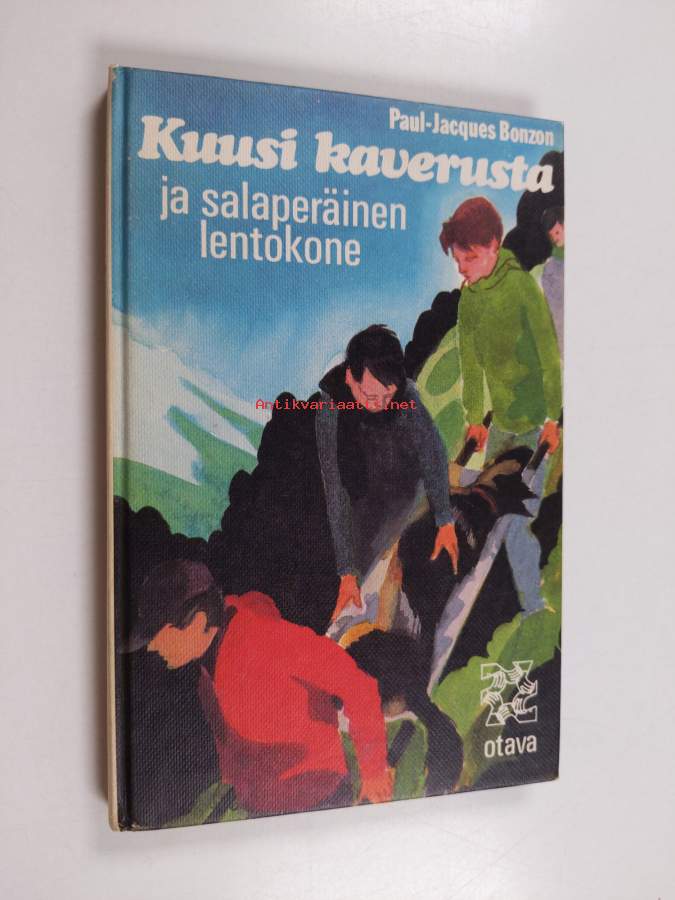 Paul-Jacques Bonzon
Kuusi kaverusta
ja salaperäinen
lentokone
Antikvariaatti.net
otava